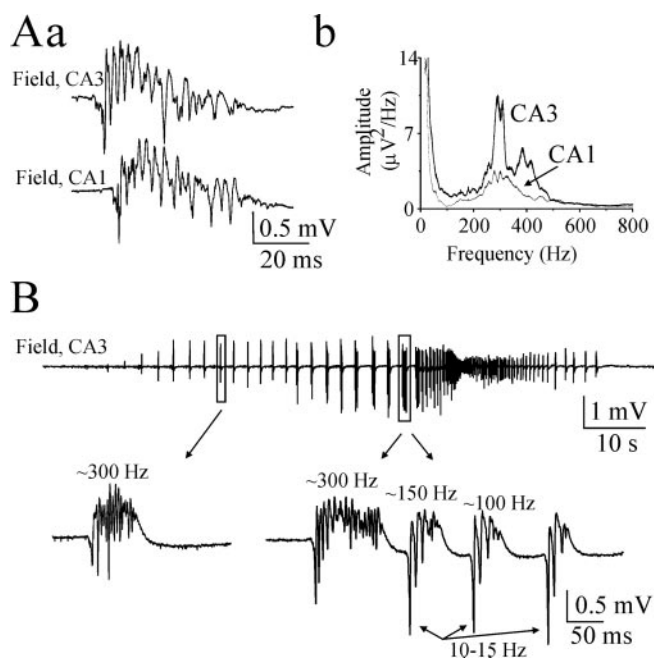 Aa
Field, CA3
Field, CA1
0.5 mV
20 ms
b
Amplitude
(μV²/Hz)
14
7
0
CA3
CA1
0 200 400 600 800
Frequency (Hz)
B
Field, CA3
1 mV
10 s
~300 Hz
~300 Hz
~150 Hz
~100 Hz
10-15 Hz
0.5 mV
50 ms